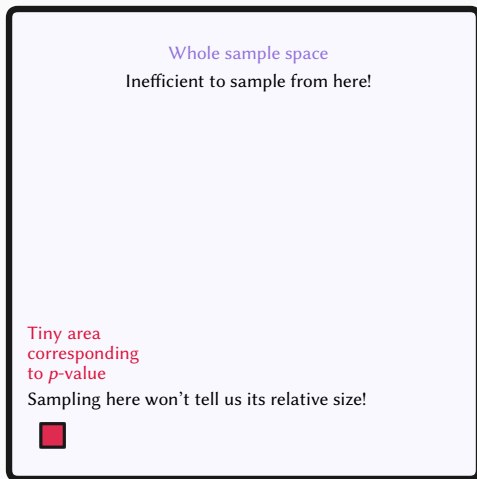 Whole sample space
Inefficient to sample from here!
Tiny area
corresponding
to p-value
Sampling here won’t tell us its relative size!